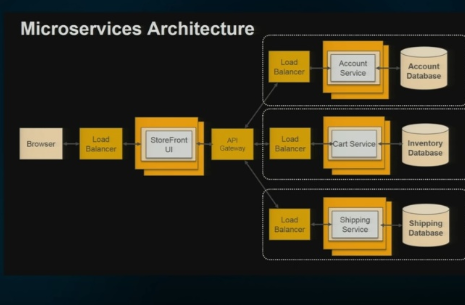 Microservices Architecture
Load
Balancer
Account
Service
Account
Database
Browser
Load
Balancer
StoreFront
UI
API
Gateway
Load
Balancer
Cart Service
Inventory
Database
Load
Balancer
Shipping
Service
Shipping
Database